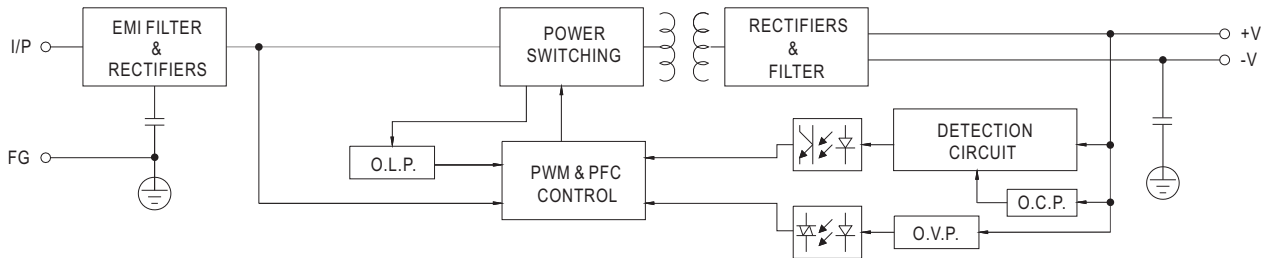 I/P
EMI FILTER
&
RECTIFIERS
POWER
SWITCHING
RECTIFIERS
&
FILTER
+V
-V
FG
O.L.P.
PWM & PFC
CONTROL
DETECTION
CIRCUIT
O.C.P.
O.V.P.